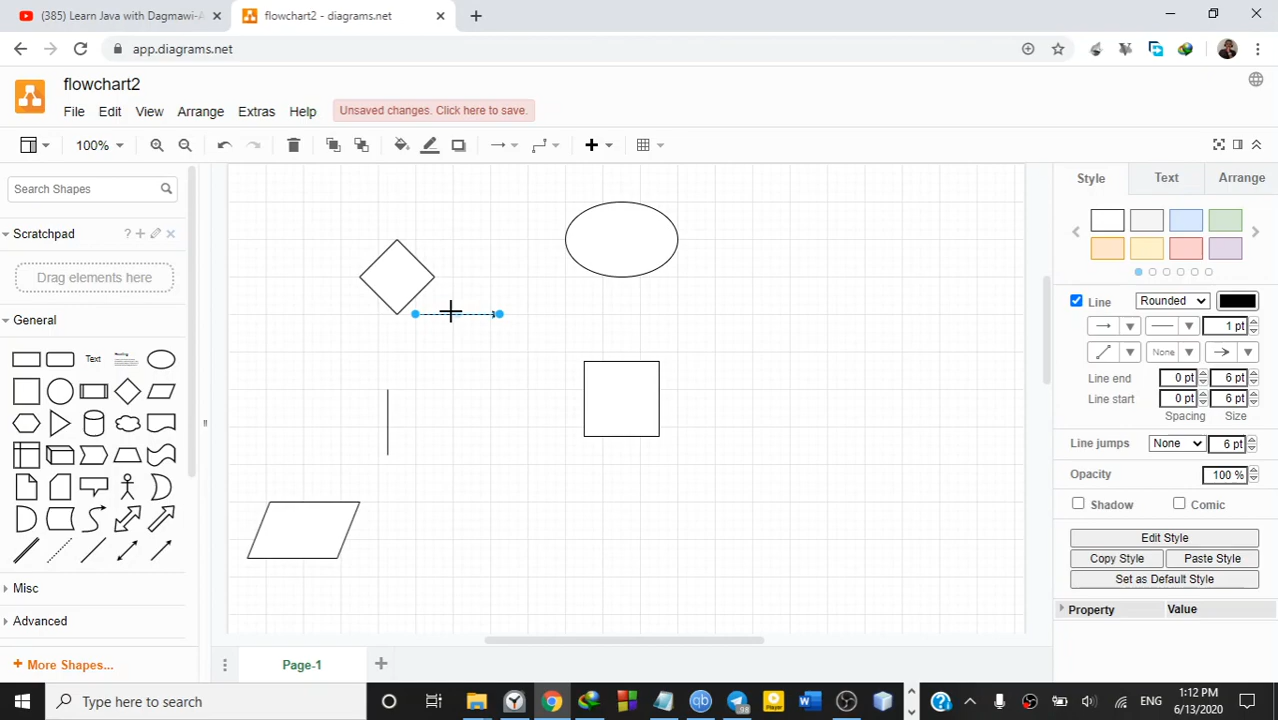 (385) Learn Java with Dagmawi-A
flowchart2 - diagrams.net
app.diagrams.net
flowchart2
File Edit View Arrange Extras Help
Unsaved changes. Click here to save.
100%
Search Shapes
Style Text Arrange
Scratchpad
?
Drag elements here
General
Text
Line Rounded
1 pt
None
Line end 0 pt 6 pt
Line start 0 pt 6 pt
Spacing Size
Line jumps None 6 pt
Opacity 100 %
Shadow Comic
Edit Style
Copy Style Paste Style
Set as Default Style
Property Value
Misc
Advanced
More Shapes...
Page-1
Type here to search
ENG
1:12 PM
6/13/2020